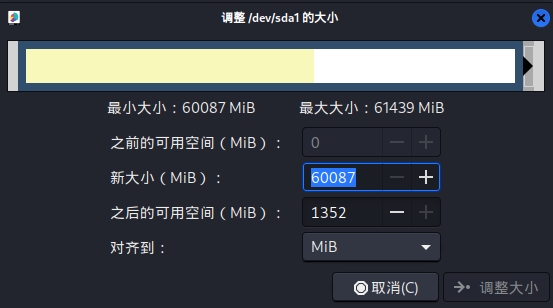 调整 /dev/sda1 的大小
最小大小：60087 MiB 最大大小：61439 MiB
之前的可用空间（MiB）： 0
新大小（MiB）： 60087
之后的可用空间（MiB）： 1352
对齐到： MiB
取消(C) 调整大小